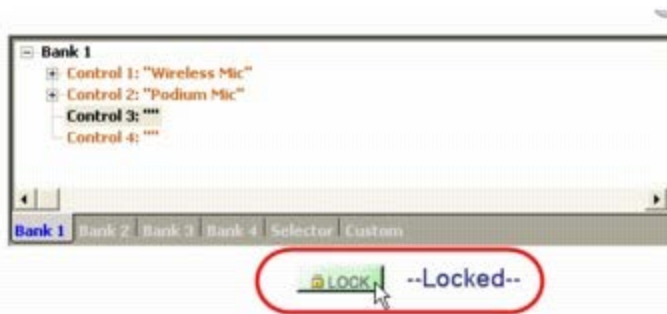 Bank 1
Control 1: "Wireless Mic"
Control 2: "Podium Mic"
Control 3: ""
Control 4: ""
Bank 1 Bank 2 Bank 3 Bank 4 Selector Custom
LOCK --Locked--